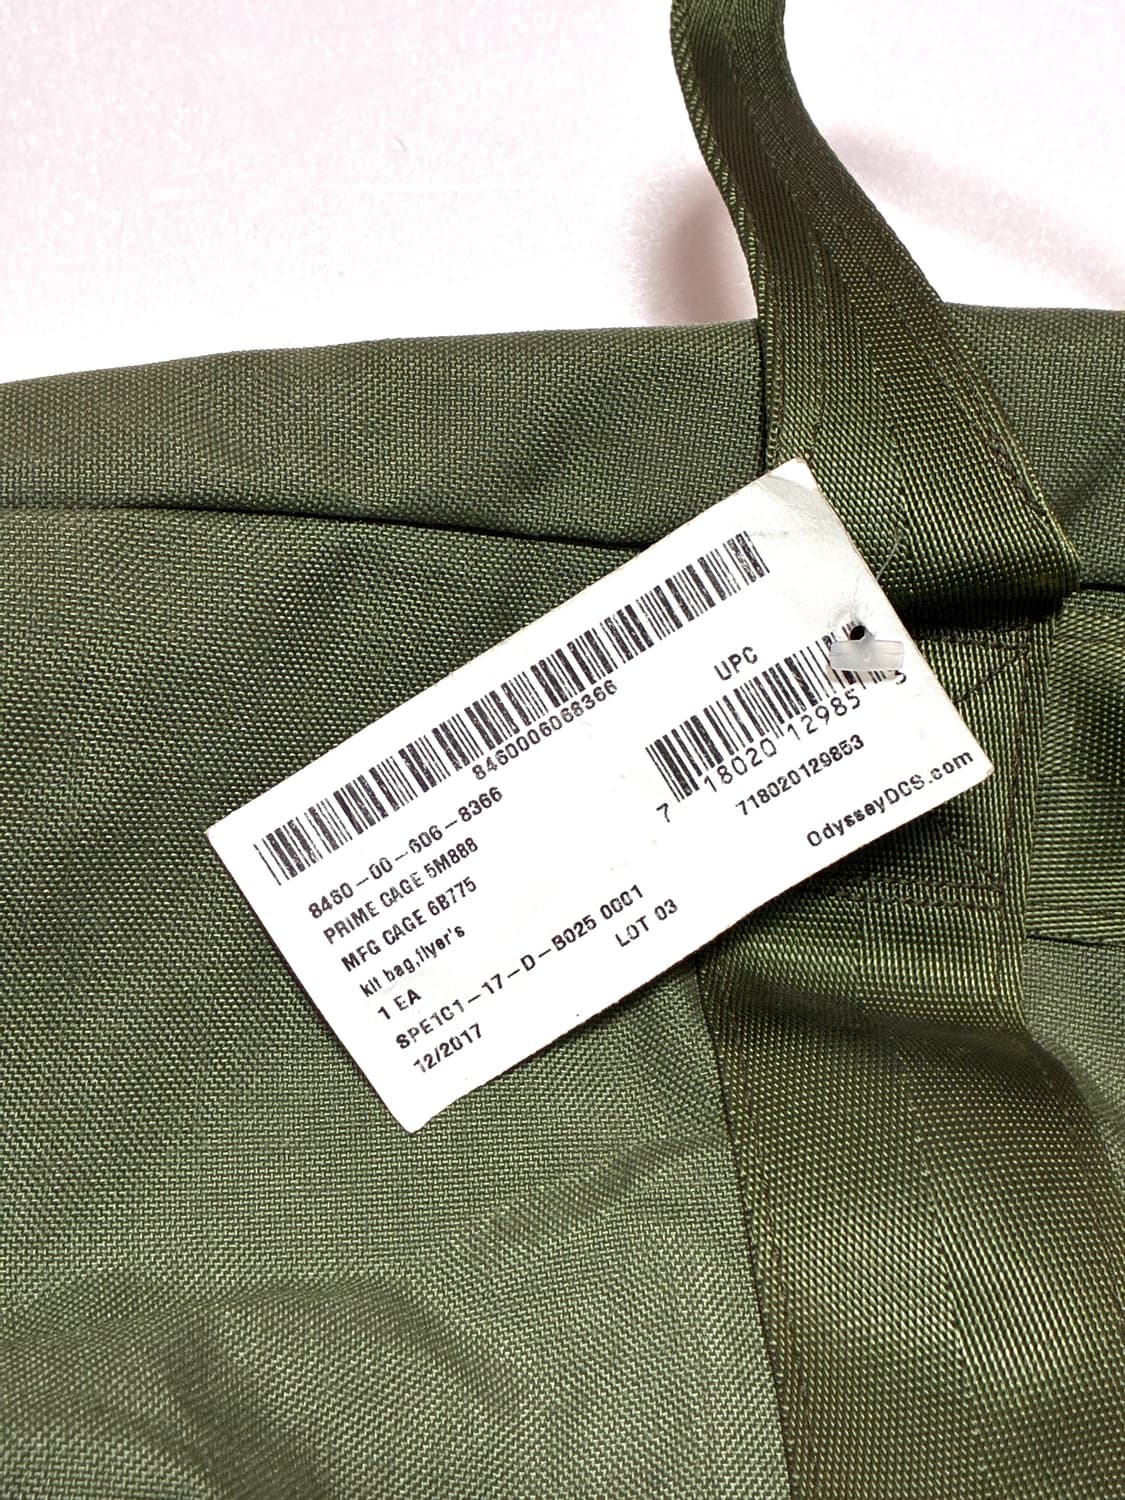 8460006068366
8460-00-606-8366
PRIME CAGE 5M888
MFG CAGE 6B775
kit bag,flyer's
1 EA
SPE1C1-17-D-B025 0001
12/2017
LOT 03
UPC
7 18020 12985 3
718020129853
OdysseyDCS.com